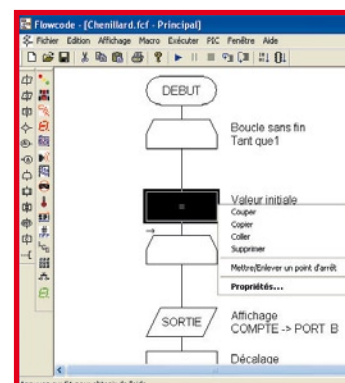 Flowcode - [Chenillard.fcf - Principal]
Fichier Edition Affichage Macro Exécuter PIC Fenêtre Aide
DEBUT
Boucle sans fin
Tant que1
Valeur initiale
Couper
Copier
Coller
Supprimer
Mettre/Enlever un point d'arrêt
Propriétés...
SORTIE
Affichage
COMPTE -> PORT B
Décalage